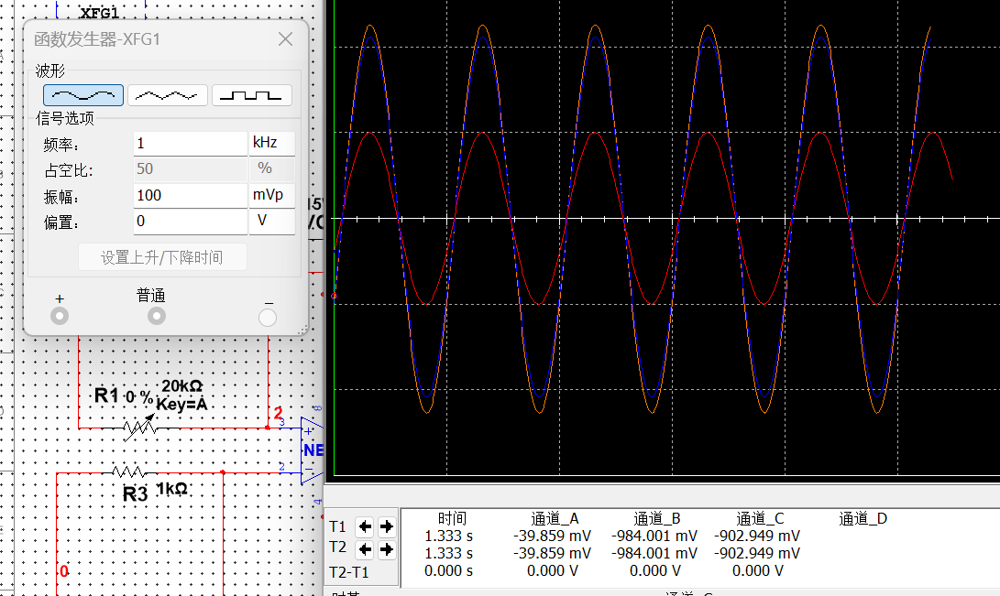 XFG1
函数发生器-XFG1
波形
信号选项
频率: 1 kHz
占空比: 50 %
振幅: 100 mVp
偏置: 0 V
设置上升/下降时间
+ 普通 −
20kΩ
R1 0 % Key=A
2
3
8
+
NE
2
−
R3 1kΩ
4
0
时间 通道_A 通道_B 通道_C 通道_D
T1 1.333 s -39.859 mV -984.001 mV -902.949 mV
T2 1.333 s -39.859 mV -984.001 mV -902.949 mV
T2-T1 0.000 s 0.000 V 0.000 V 0.000 V